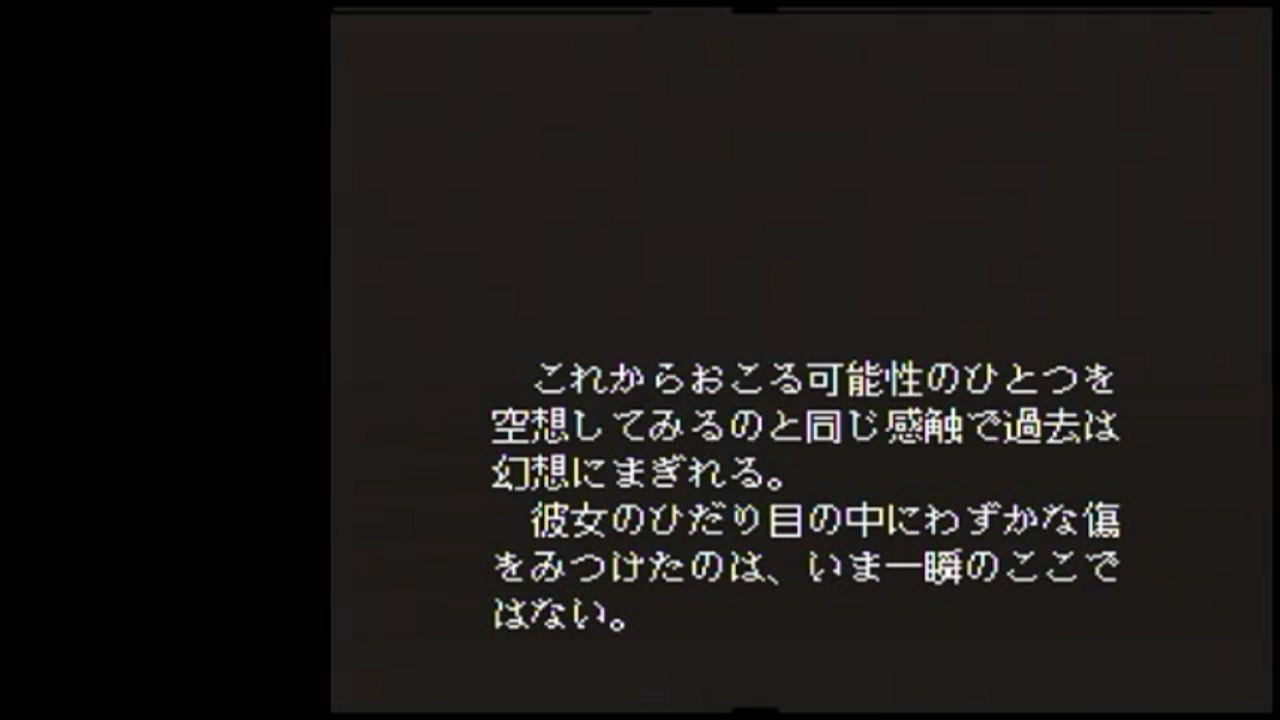 これからおこる可能性のひとつを
空想してみるのと同じ感触で過去は
幻想にまぎれる。
　彼女のひだり目の中にわずかな傷
をみつけたのは、いま一瞬のここで
はない。